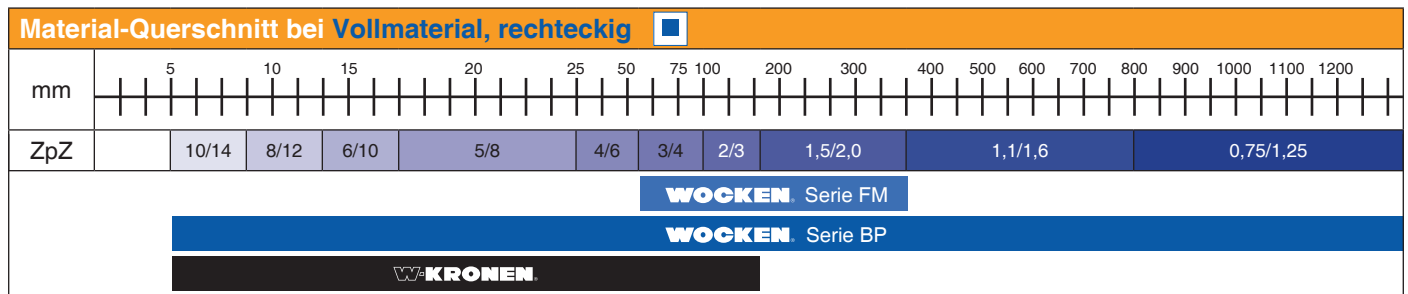 Material-Querschnitt bei Vollmaterial, rechteckig
mm 5 10 15 20 25 50 75 100 200 300 400 500 600 700 800 900 1000 1100 1200
ZpZ 10/14 8/12 6/10 5/8 4/6 3/4 2/3 1,5/2,0 1,1/1,6 0,75/1,25
WOCKEN® Serie FM
WOCKEN® Serie BP
W-KRONEN®